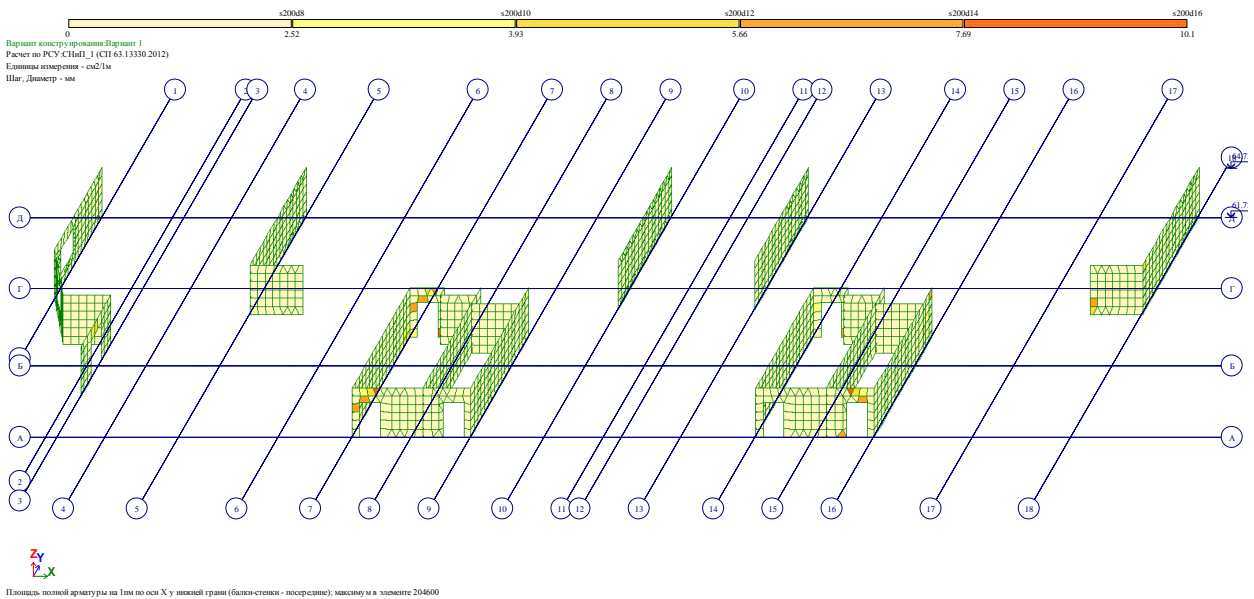 s200d8 s200d10 s200d12 s200d14 s200d16
0 2.52 3.93 5.66 7.69 10.1
Вариант конструирования:Вариант 1
Расчет по РСУ:СНиП_1 (СП 63.13330.2012)
Единицы измерения - см2/1м
Шаг, Диаметр - мм
1 2 3 4 5 6 7 8 9 10 11 12 13 14 15 16 17
Д
Г Г
Б Б
А А
2
3 4 5 6 7 8 9 10 11 12 13 14 15 16 17 18
Z Y
X
Площадь полной арматуры на 1пм по оси X у нижней грани (балки-стенки - посередине); максимум в элементе 204600